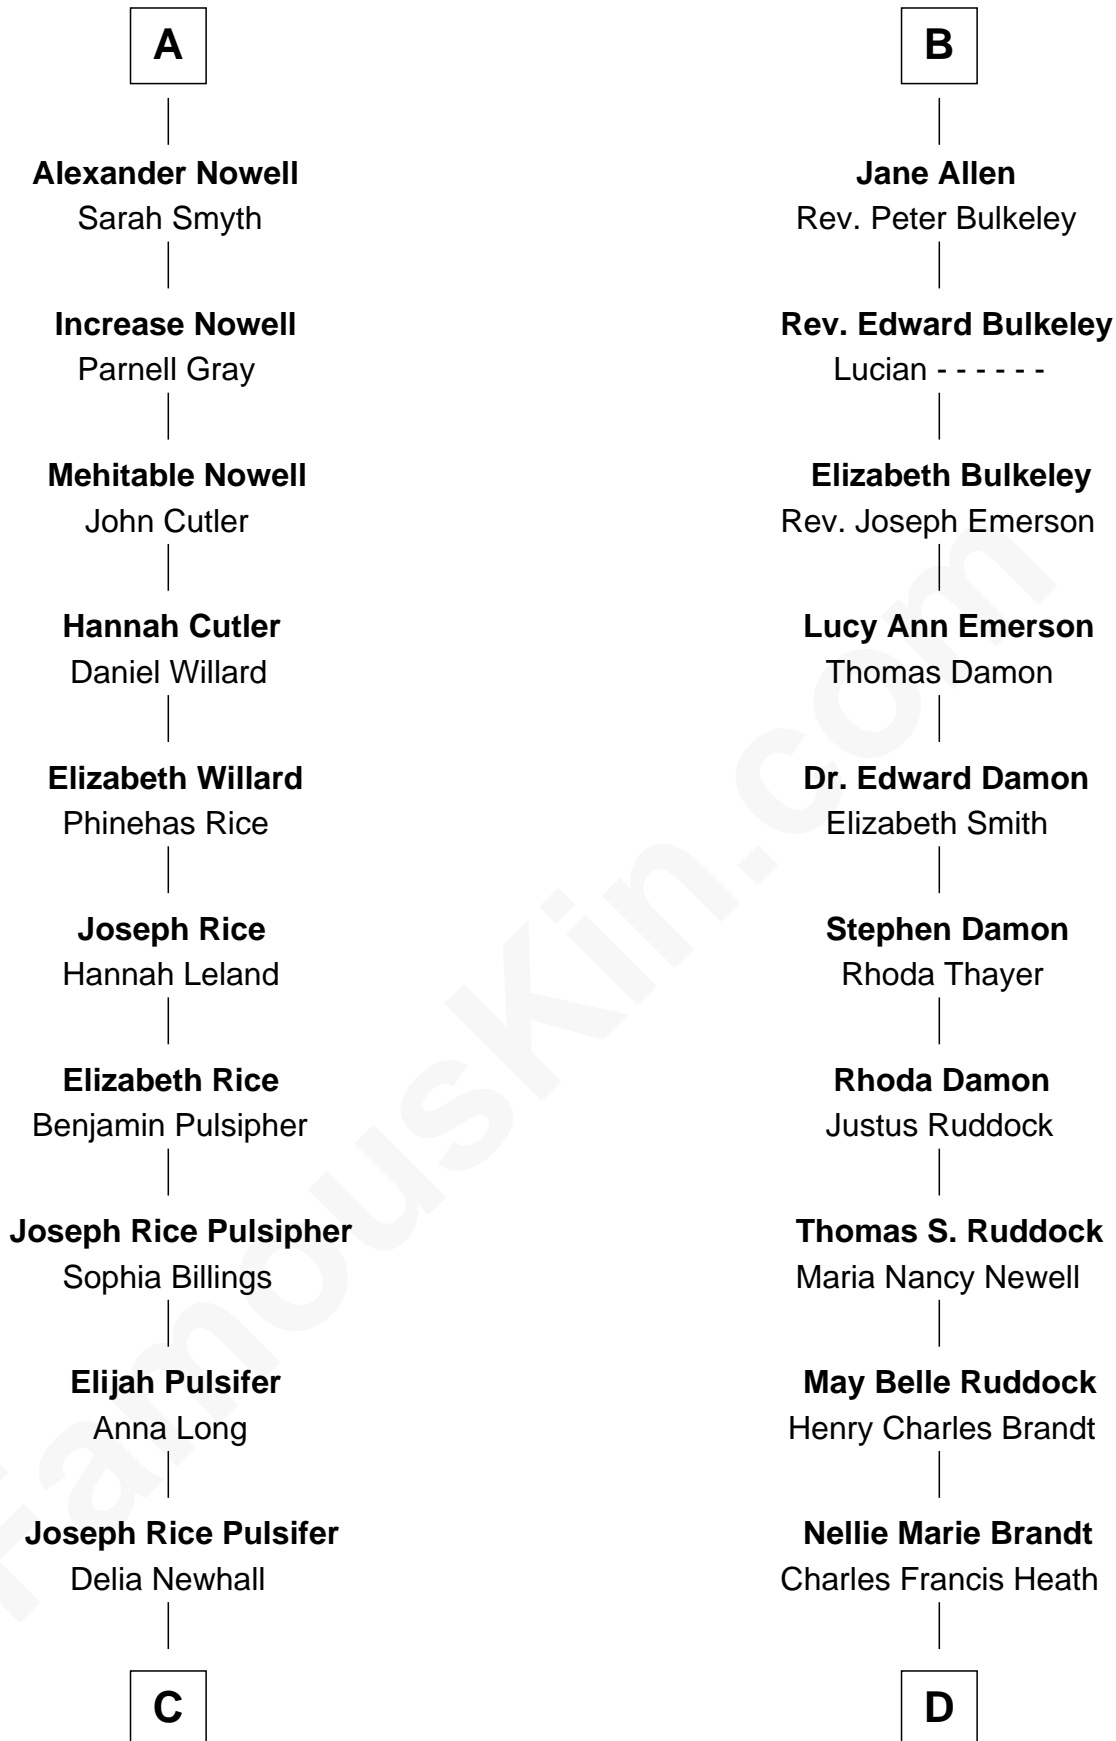 A
Alexander Nowell
Sarah Smyth
Increase Nowell
Parnell Gray
Mehitable Nowell
John Cutler
Hannah Cutler
Daniel Willard
Elizabeth Willard
Phinehas Rice
Joseph Rice
Hannah Leland
Elizabeth Rice
Benjamin Pulsipher
Joseph Rice Pulsipher
Sophia Billings
Elijah Pulsifer
Anna Long
Joseph Rice Pulsifer
Delia Newhall
C
B
Jane Allen
Rev. Peter Bulkeley
Rev. Edward Bulkeley
Lucian - - - - - -
Elizabeth Bulkeley
Rev. Joseph Emerson
Lucy Ann Emerson
Thomas Damon
Dr. Edward Damon
Elizabeth Smith
Stephen Damon
Rhoda Thayer
Rhoda Damon
Justus Ruddock
Thomas S. Ruddock
Maria Nancy Newell
May Belle Ruddock
Henry Charles Brandt
Nellie Marie Brandt
Charles Francis Heath
D
FamousKin.com